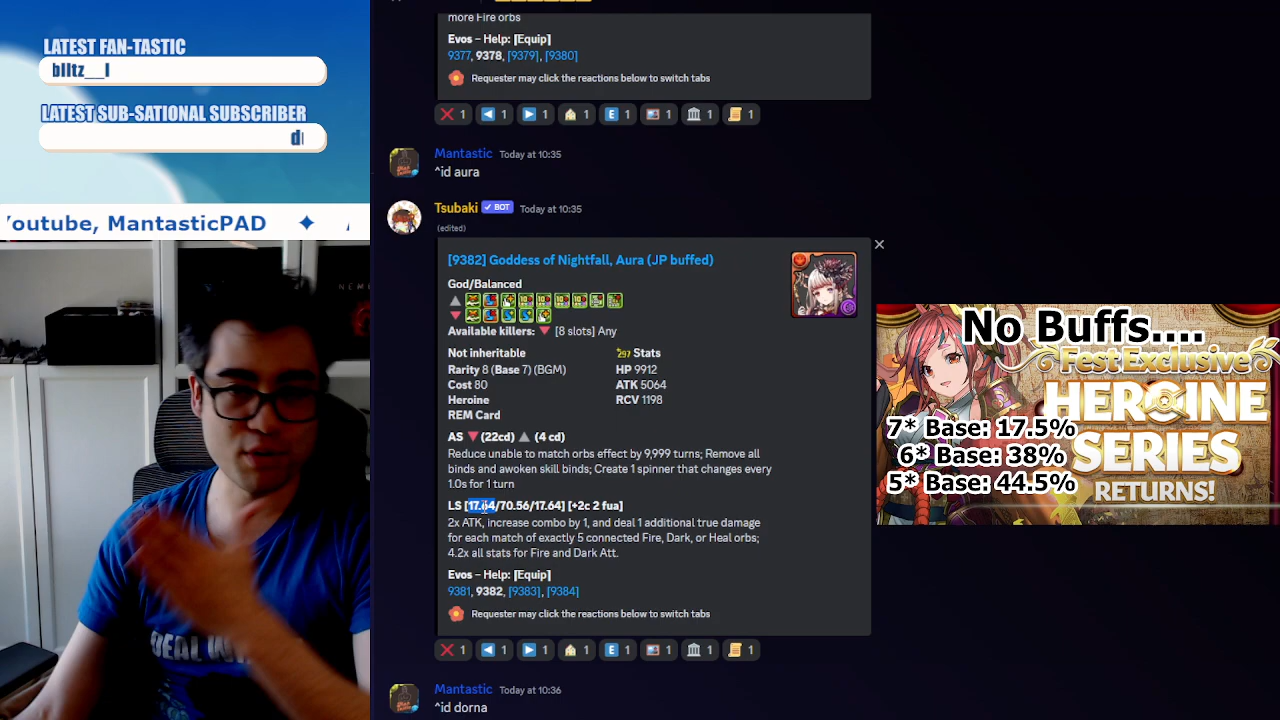 LATEST FAN-TASTIC
blitz__l
LATEST SUB-SATIONAL SUBSCRIBER
Youtube, MantasticPAD ✦
DEAL WI
more Fire orbs
Evos – Help: [Equip]
9377, 9378, [9379], [9380]
Requester may click the reactions below to switch tabs
1 1 1 1 E 1 1 1 1
Mantastic Today at 10:35
^id aura
Tsubaki ✓ BOT Today at 10:35
(edited)
[9382] Goddess of Nightfall, Aura (JP buffed)
God/Balanced
Available killers: [8 slots] Any
Not inheritable
Rarity 8 (Base 7) (BGM)
Cost 80
Heroine
REM Card
297 Stats
HP 9912
ATK 5064
RCV 1198
AS (22cd) (4 cd)
Reduce unable to match orbs effect by 9,999 turns; Remove all
binds and awoken skill binds; Create 1 spinner that changes every
1.0s for 1 turn
LS [17.64/70.56/17.64] [+2c 2 fua]
2x ATK, increase combo by 1, and deal 1 additional true damage
for each match of exactly 5 connected Fire, Dark, or Heal orbs;
4.2x all stats for Fire and Dark Att.
Evos – Help: [Equip]
9381, 9382, [9383], [9384]
Requester may click the reactions below to switch tabs
1 1 1 1 E 1 1 1 1
Mantastic Today at 10:36
^id dorna
No Buffs....
Fest Exclusive
HEROINE
SERIES
RETURNS!
7* Base: 17.5%
6* Base: 38%
5* Base: 44.5%